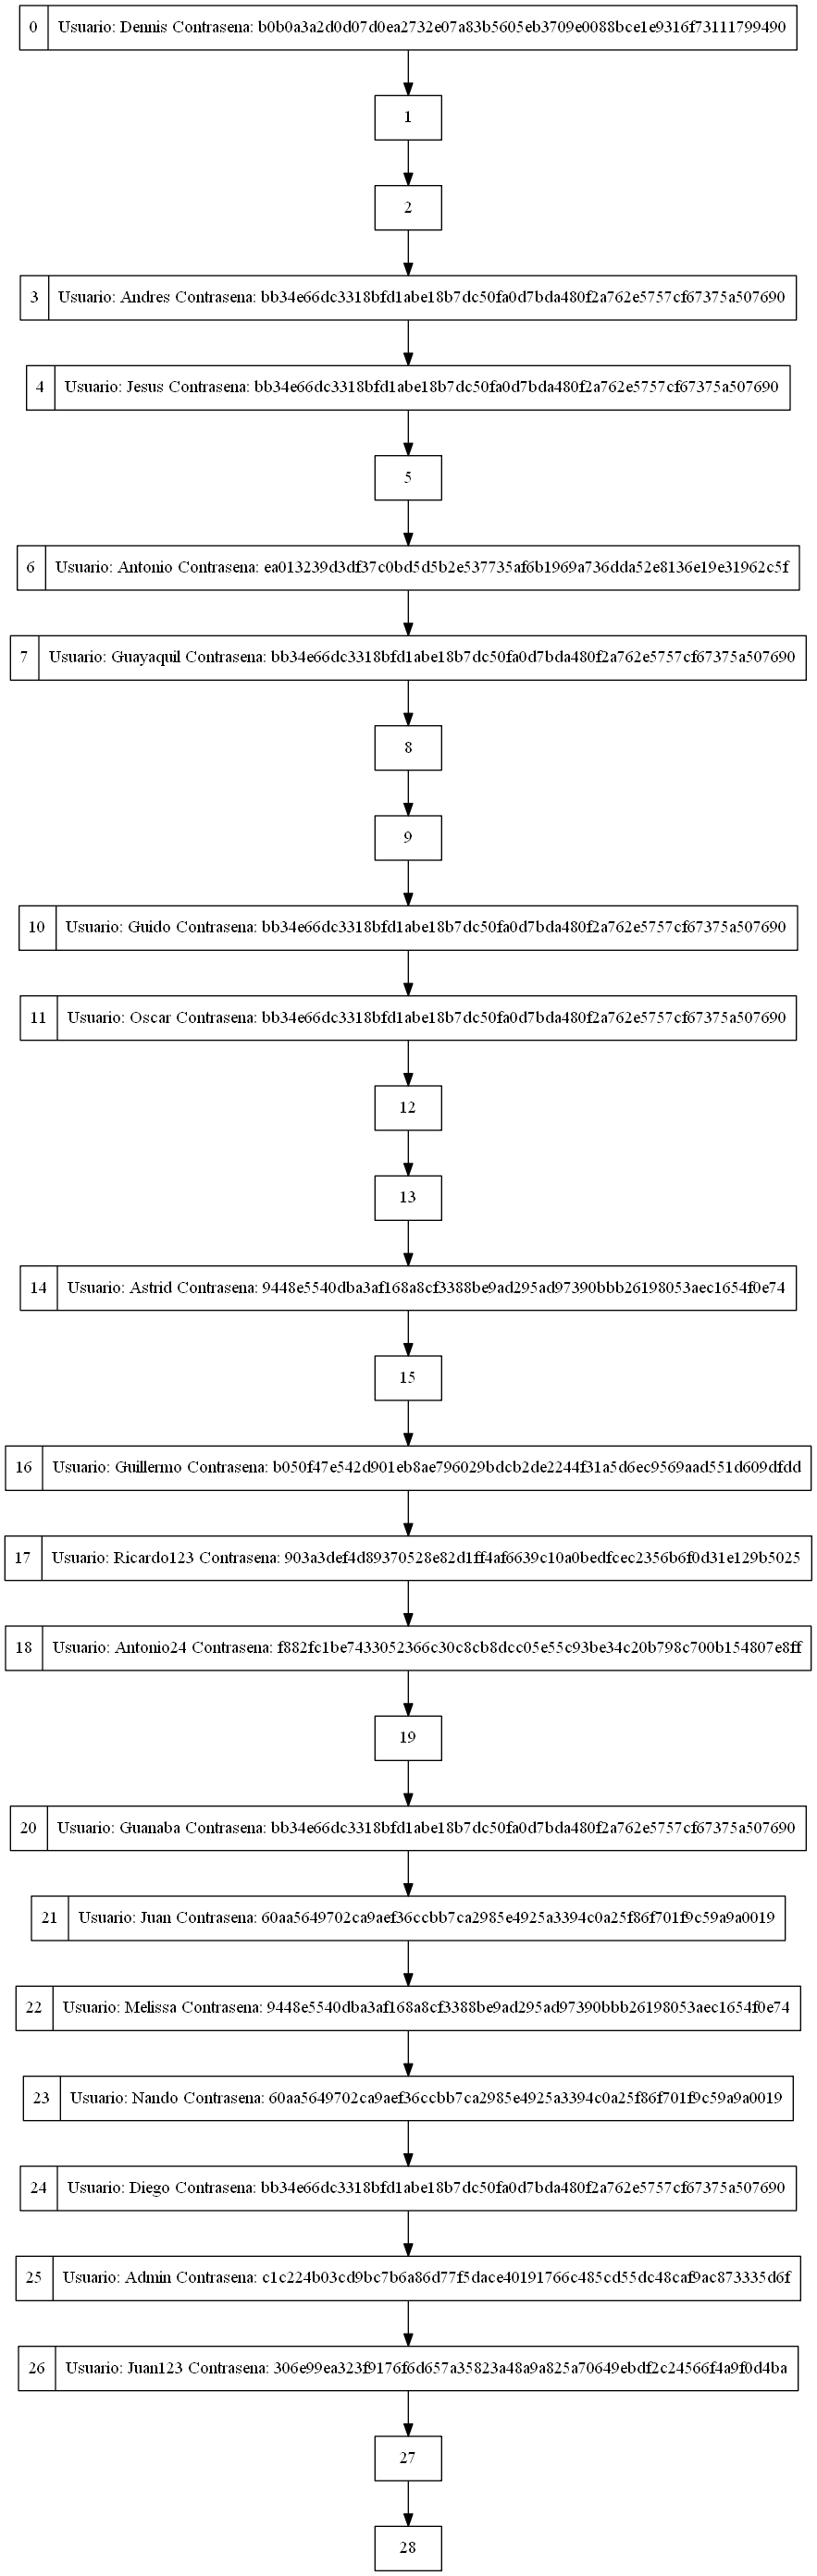 0 Usuario: Dennis Contrasena: b0b0a3a2d0d07d0ea2732e07a83b5605eb3709e0088bce1e9316f73111799490
1
2
3 Usuario: Andres Contrasena: bb34e66dc3318bfd1abe18b7dc50fa0d7bda480f2a762e5757cf67375a507690
4 Usuario: Jesus Contrasena: bb34e66dc3318bfd1abe18b7dc50fa0d7bda480f2a762e5757cf67375a507690
5
6 Usuario: Antonio Contrasena: ea013239d3df37c0bd5d5b2e537735af6b1969a736dda52e8136e19e31962c5f
7 Usuario: Guayaquil Contrasena: bb34e66dc3318bfd1abe18b7dc50fa0d7bda480f2a762e5757cf67375a507690
8
9
10 Usuario: Guido Contrasena: bb34e66dc3318bfd1abe18b7dc50fa0d7bda480f2a762e5757cf67375a507690
11 Usuario: Oscar Contrasena: bb34e66dc3318bfd1abe18b7dc50fa0d7bda480f2a762e5757cf67375a507690
12
13
14 Usuario: Astrid Contrasena: 9448e5540dba3af168a8cf3388be9ad295ad97390bbb26198053aec1654f0e74
15
16 Usuario: Guillermo Contrasena: b050f47e542d901eb8ae796029bdcb2de2244f31a5d6ec9569aad551d609dfdd
17 Usuario: Ricardo123 Contrasena: 903a3def4d89370528e82d1ff4af6639c10a0bedfcec2356b6f0d31e129b5025
18 Usuario: Antonio24 Contrasena: f882fc1be7433052366c30c8cb8dcc05e55c93be34c20b798c700b154807e8ff
19
20 Usuario: Guanaba Contrasena: bb34e66dc3318bfd1abe18b7dc50fa0d7bda480f2a762e5757cf67375a507690
21 Usuario: Juan Contrasena: 60aa5649702ca9aef36ccbb7ca2985e4925a3394c0a25f86f701f9c59a9a0019
22 Usuario: Melissa Contrasena: 9448e5540dba3af168a8cf3388be9ad295ad97390bbb26198053aec1654f0e74
23 Usuario: Nando Contrasena: 60aa5649702ca9aef36ccbb7ca2985e4925a3394c0a25f86f701f9c59a9a0019
24 Usuario: Diego Contrasena: bb34e66dc3318bfd1abe18b7dc50fa0d7bda480f2a762e5757cf67375a507690
25 Usuario: Admin Contrasena: c1c224b03cd9bc7b6a86d77f5dace40191766c485cd55dc48caf9ac873335d6f
26 Usuario: Juan123 Contrasena: 306e99ea323f9176f6d657a35823a48a9a825a70649ebdf2c24566f4a9f0d4ba
27
28